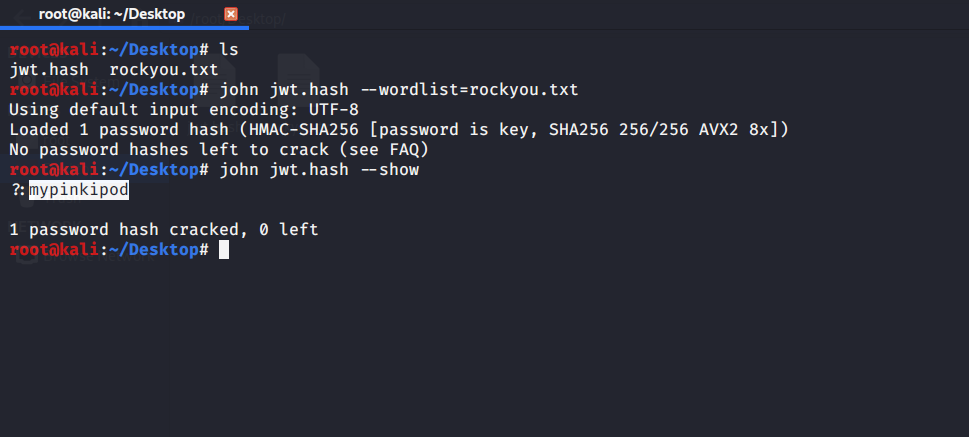 root@kali: ~/Desktop
root@kali:~/Desktop# ls
jwt.hash  rockyou.txt
root@kali:~/Desktop# john jwt.hash --wordlist=rockyou.txt
Using default input encoding: UTF-8
Loaded 1 password hash (HMAC-SHA256 [password is key, SHA256 256/256 AVX2 8x])
No password hashes left to crack (see FAQ)
root@kali:~/Desktop# john jwt.hash --show
?:mypinkipod
1 password hash cracked, 0 left
root@kali:~/Desktop#